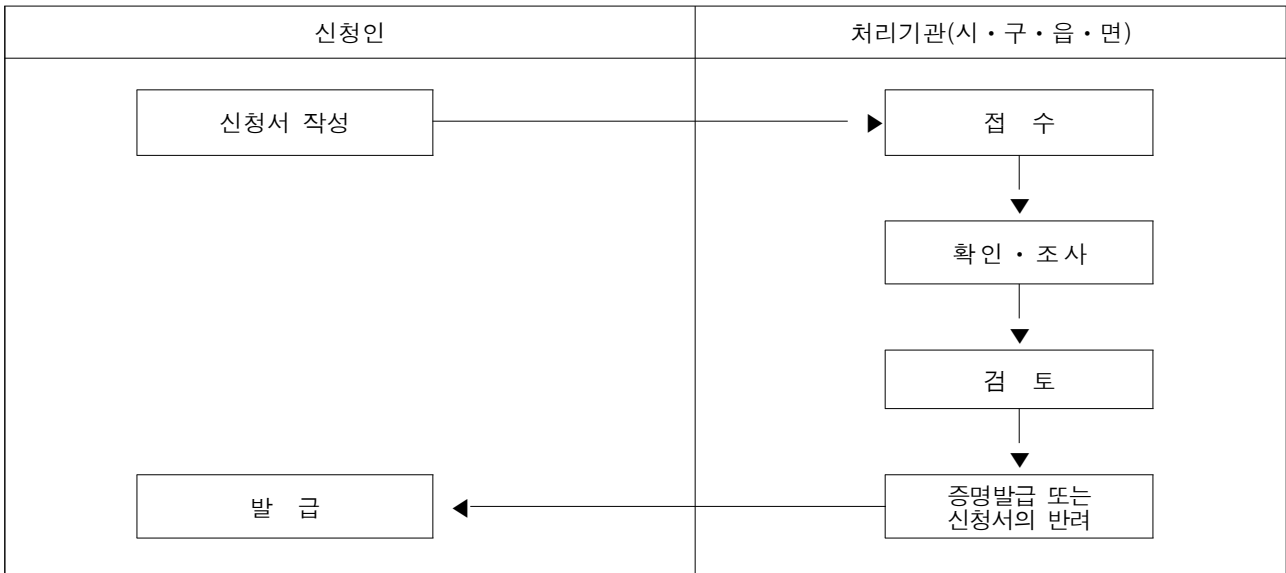 신청인
처리기관(시・구・읍・면)
신청서 작성
접 수
확인・조사
검 토
증명발급 또는
신청서의 반려
발 급